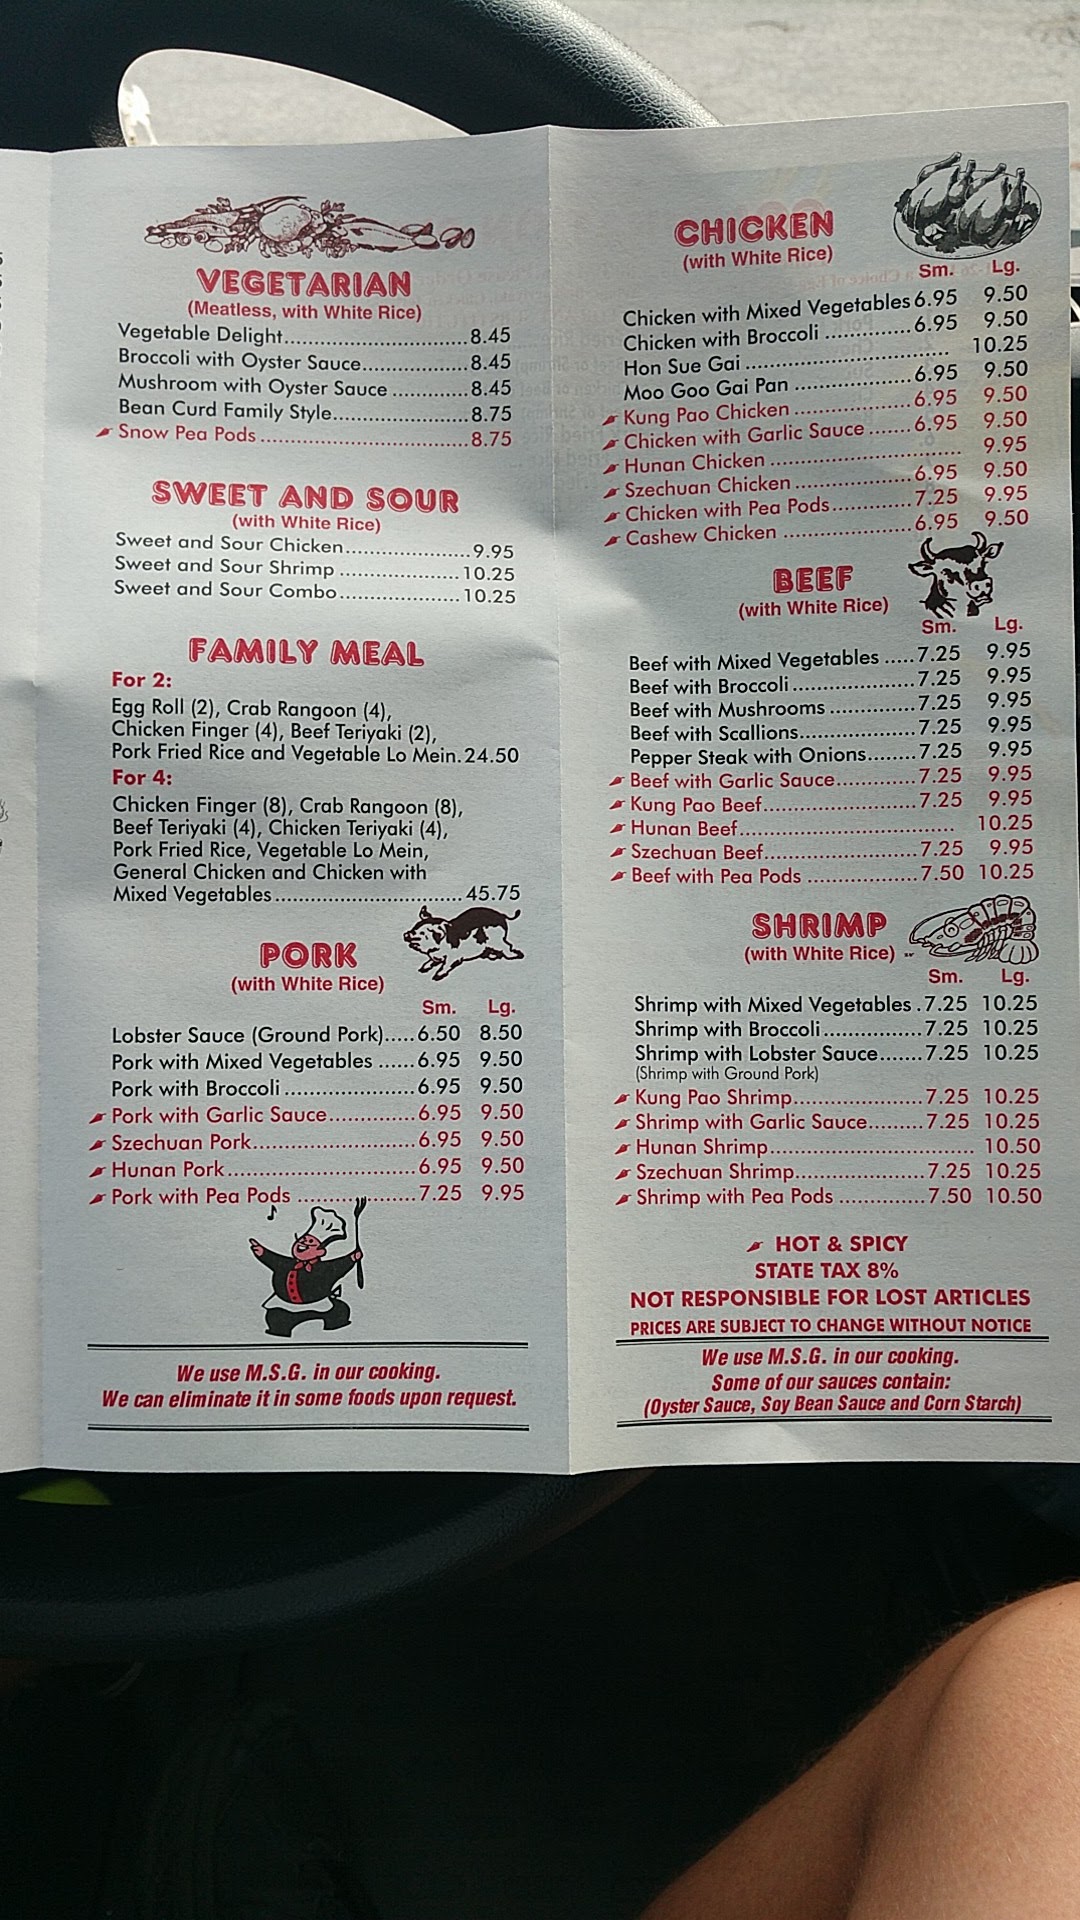 VEGETARIAN
(Meatless, with White Rice)
Vegetable Delight..............................8.45
Broccoli with Oyster Sauce..................8.45
Mushroom with Oyster Sauce .............8.45
Bean Curd Family Style.......................8.75
Snow Pea Pods...................................8.75
SWEET AND SOUR
(with White Rice)
Sweet and Sour Chicken.....................9.95
Sweet and Sour Shrimp ....................10.25
Sweet and Sour Combo....................10.25
FAMILY MEAL
For 2:
Egg Roll (2), Crab Rangoon (4),
Chicken Finger (4), Beef Teriyaki (2),
Pork Fried Rice and Vegetable Lo Mein.24.50
For 4:
Chicken Finger (8), Crab Rangoon (8),
Beef Teriyaki (4), Chicken Teriyaki (4),
Pork Fried Rice, Vegetable Lo Mein,
General Chicken and Chicken with
Mixed Vegetables...............................45.75
PORK
(with White Rice)
Sm. Lg.
Lobster Sauce (Ground Pork).....6.50 8.50
Pork with Mixed Vegetables ......6.95 9.50
Pork with Broccoli ......................6.95 9.50
Pork with Garlic Sauce..............6.95 9.50
Szechuan Pork...........................6.95 9.50
Hunan Pork...............................6.95 9.50
Pork with Pea Pods ...................7.25 9.95
We use M.S.G. in our cooking.
We can eliminate it in some foods upon request.
CHICKEN
(with White Rice)
Sm. Lg.
Chicken with Mixed Vegetables 6.95 9.50
Chicken with Broccoli ..............6.95 9.50
Hon Sue Gai .................................. 10.25
Moo Goo Gai Pan ...................6.95 9.50
Kung Pao Chicken ...................6.95 9.50
Chicken with Garlic Sauce.......6.95 9.50
Hunan Chicken ................................ 9.95
Szechuan Chicken...................6.95 9.50
Chicken with Pea Pods.............7.25 9.95
Cashew Chicken .....................6.95 9.50
BEEF
(with White Rice)
Sm. Lg.
Beef with Mixed Vegetables .....7.25 9.95
Beef with Broccoli....................7.25 9.95
Beef with Mushrooms ..............7.25 9.95
Beef with Scallions...................7.25 9.95
Pepper Steak with Onions........7.25 9.95
Beef with Garlic Sauce.............7.25 9.95
Kung Pao Beef.........................7.25 9.95
Hunan Beef................................... 10.25
Szechuan Beef.........................7.25 9.95
Beef with Pea Pods ..................7.50 10.25
SHRIMP
(with White Rice)
Sm. Lg.
Shrimp with Mixed Vegetables .7.25 10.25
Shrimp with Broccoli................7.25 10.25
Shrimp with Lobster Sauce.......7.25 10.25
(Shrimp with Ground Pork)
Kung Pao Shrimp.....................7.25 10.25
Shrimp with Garlic Sauce.........7.25 10.25
Hunan Shrimp................................. 10.50
Szechuan Shrimp.....................7.25 10.25
Shrimp with Pea Pods ..............7.50 10.50
HOT & SPICY
STATE TAX 8%
NOT RESPONSIBLE FOR LOST ARTICLES
PRICES ARE SUBJECT TO CHANGE WITHOUT NOTICE
We use M.S.G. in our cooking.
Some of our sauces contain:
(Oyster Sauce, Soy Bean Sauce and Corn Starch)